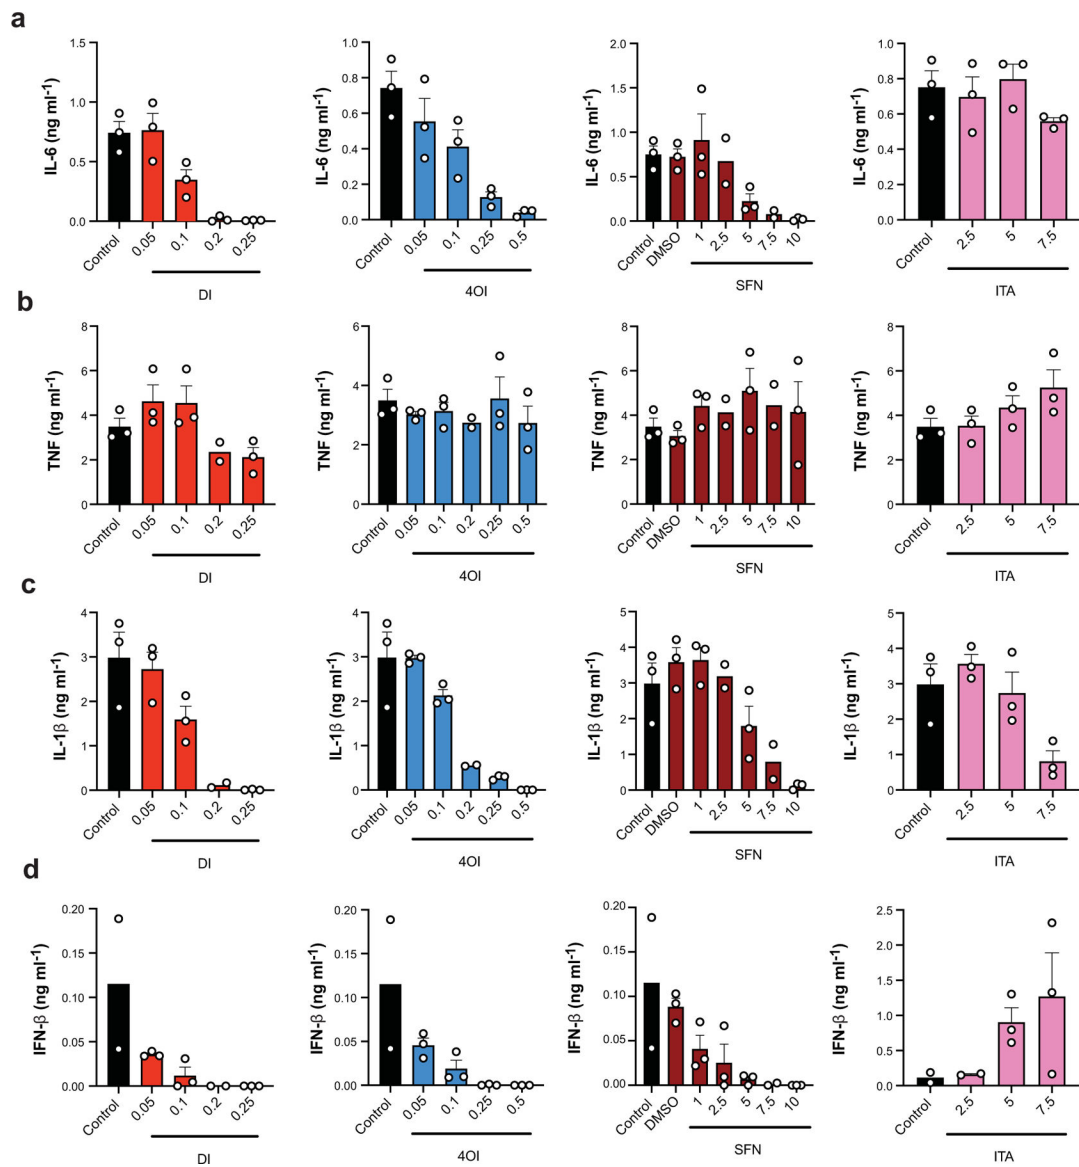 a
IL-6 (ng ml-1)
1.5
1.0
0.5
0.0
Control
0.05
0.1
0.2
0.25
DI
IL-6 (ng ml-1)
1.0
0.8
0.6
0.4
0.2
0.0
Control
0.05
0.1
0.25
0.5
4OI
IL-6 (ng ml-1)
2.0
1.5
1.0
0.5
0.0
Control
DMSO
1
2.5
5
7.5
10
SFN
IL-6 (ng ml-1)
1.0
0.8
0.6
0.4
0.2
0.0
Control
2.5
5
7.5
ITA
b
TNF (ng ml-1)
8
6
4
2
0
Control
0.05
0.1
0.2
0.25
DI
TNF (ng ml-1)
6
4
2
0
Control
0.05
0.1
0.2
0.25
0.5
4OI
TNF (ng ml-1)
8
6
4
2
0
Control
DMSO
1
2.5
5
7.5
10
SFN
TNF (ng ml-1)
8
6
4
2
0
Control
2.5
5
7.5
ITA
c
IL-1β (ng ml-1)
4
3
2
1
0
Control
0.05
0.1
0.2
0.25
DI
IL-1β (ng ml-1)
4
3
2
1
0
Control
0.05
0.1
0.2
0.25
0.5
4OI
IL-1β (ng ml-1)
5
4
3
2
1
0
Control
DMSO
1
2.5
5
7.5
10
SFN
IL-1β (ng ml-1)
5
4
3
2
1
0
Control
2.5
5
7.5
ITA
d
IFN-β (ng ml-1)
0.20
0.15
0.10
0.05
0.00
Control
0.05
0.1
0.2
0.25
DI
IFN-β (ng ml-1)
0.20
0.15
0.10
0.05
0.00
Control
0.05
0.1
0.25
0.5
4OI
IFN-β (ng ml-1)
0.20
0.15
0.10
0.05
0.00
Control
DMSO
1
2.5
5
7.5
10
SFN
IFN-β (ng ml-1)
2.5
2.0
1.5
1.0
0.5
0.0
Control
2.5
5
7.5
ITA